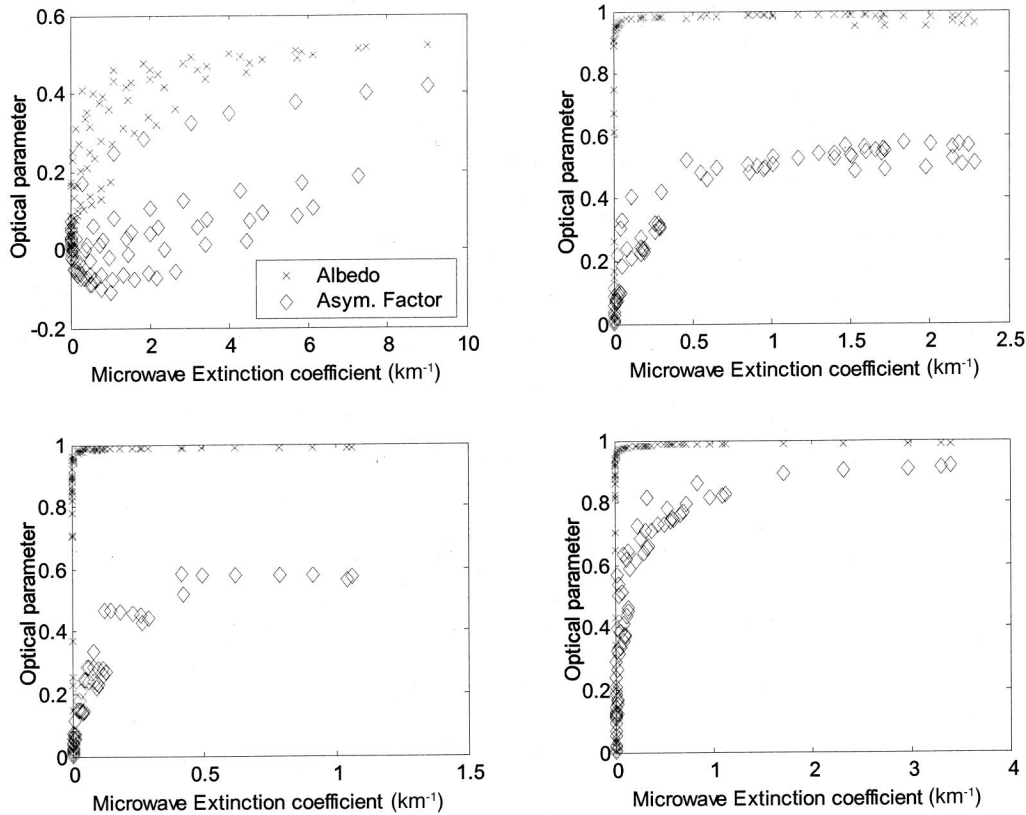 0.6
0.4
0.2
0
-0.2
Optical parameter
Albedo
Asym. Factor
0 2 4 6 8 10
Microwave Extinction coefficient (km⁻¹)
1
0.8
0.6
0.4
0.2
0
Optical parameter
0 0.5 1 1.5 2 2.5
Microwave Extinction coefficient (km⁻¹)
1
0.8
0.6
0.4
0.2
0
Optical parameter
0 0.5 1 1.5
Microwave Extinction coefficient (km⁻¹)
1
0.8
0.6
0.4
0.2
0
Optical parameter
0 1 2 3 4
Microwave Extinction coefficient (km⁻¹)